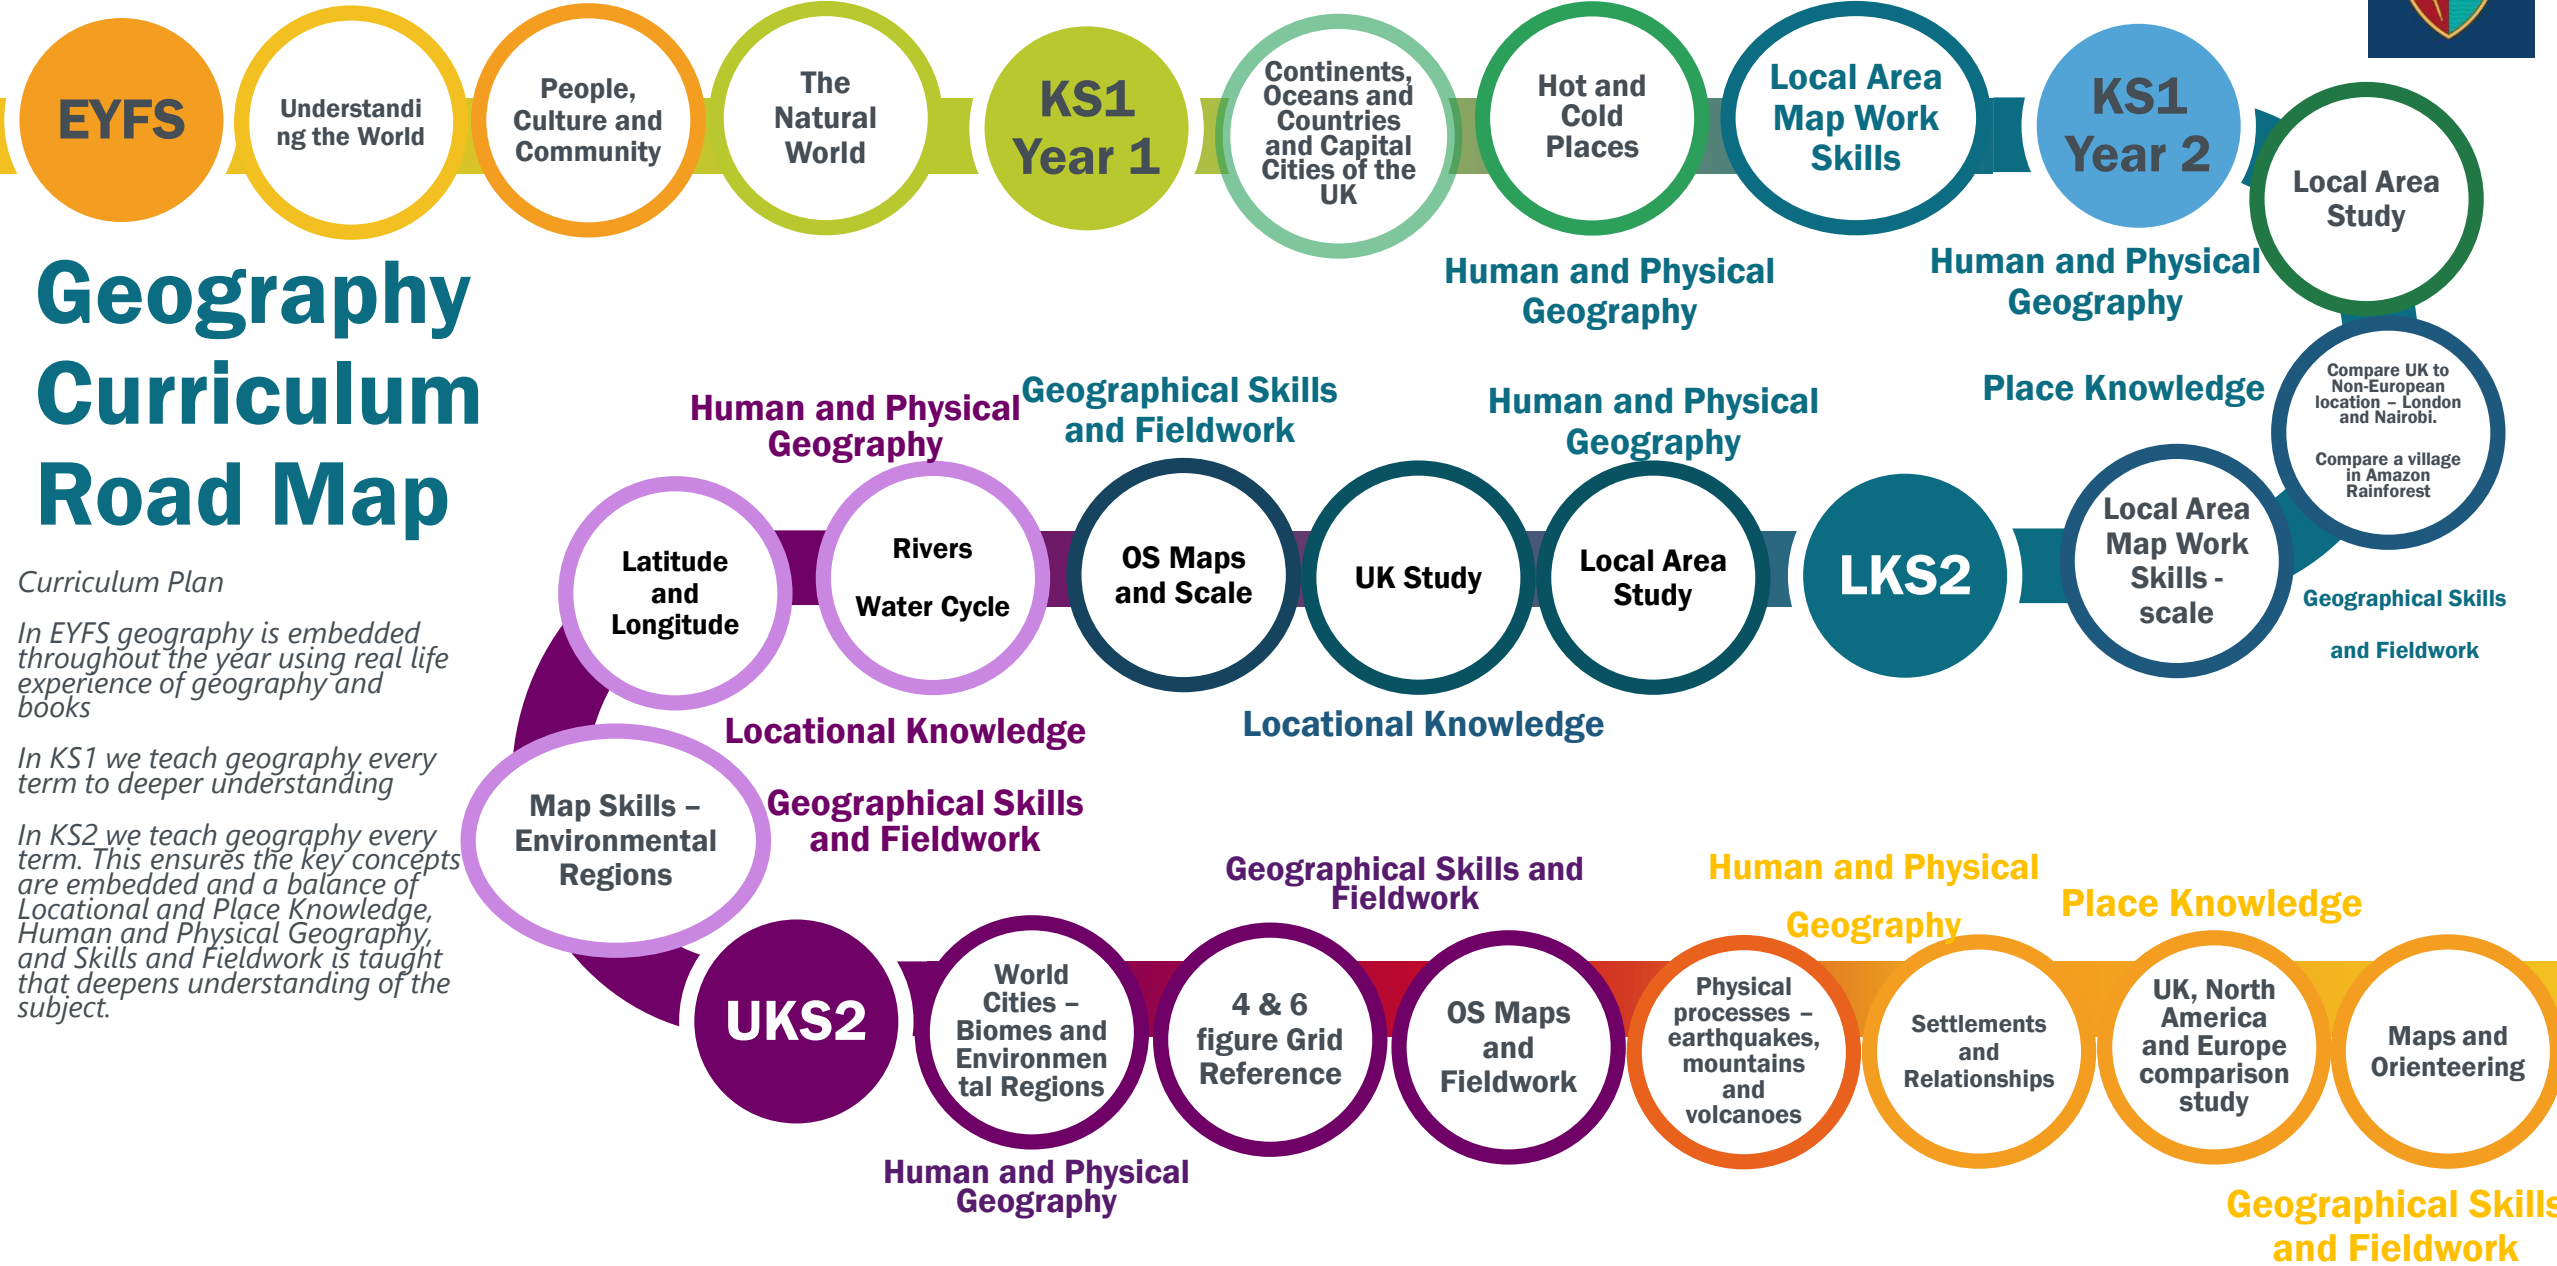 EYFS
Understandi
ng the World
People,
Culture and
Community
The
Natural
World
KS1
Year 1
Continents,
Oceans and
Countries
and Capital
Cities of the
UK
Hot and
Cold
Places
Local Area
Map Work
Skills
KS1
Year 2
Local Area
Study
Human and Physical
Geography
Human and Physical
Geography
Geography
Curriculum
Road Map
Place Knowledge
Compare UK to
Non-European
location – London
and Nairobi.
Compare a village
in Amazon
Rainforest
Geographical Skills
and Fieldwork
Local Area
Map Work
Skills -
scale
LKS2
Human and Physical
Geography
Local Area
Study
UK Study
Locational Knowledge
Geographical Skills
and Fieldwork
OS Maps
and Scale
Human and Physical
Geography
Rivers
Water Cycle
Latitude
and
Longitude
Locational Knowledge
Map Skills –
Environmental
Regions
Geographical Skills
and Fieldwork
Curriculum Plan
In EYFS geography is embedded
throughout the year using real life
experience of geography and
books
In KS1 we teach geography every
term to deeper understanding
In KS2 we teach geography every
term. This ensures the key concepts
are embedded and a balance of
Locational and Place Knowledge,
Human and Physical Geography,
and Skills and Fieldwork is taught
that deepens understanding of the
subject.
UKS2
World
Cities –
Biomes and
Environmen
tal Regions
Human and Physical
Geography
4 & 6
figure Grid
Reference
Geographical Skills and
Fieldwork
OS Maps
and
Fieldwork
Physical
processes –
earthquakes,
mountains
and
volcanoes
Human and Physical
Geography
Settlements
and
Relationships
Place Knowledge
UK, North
America
and Europe
comparison
study
Maps and
Orienteering
Geographical Skills
and Fieldwork